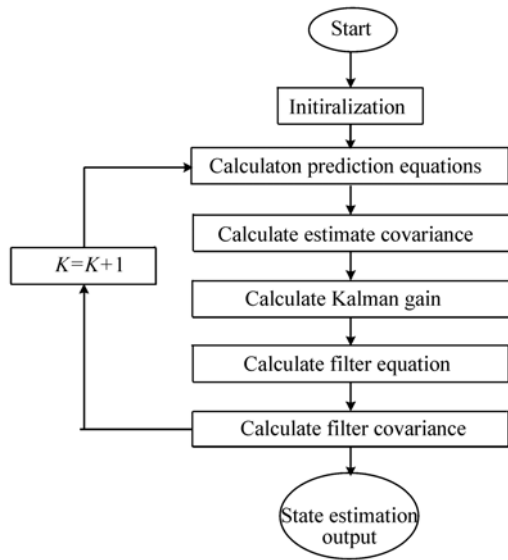 Start
Initiralization
Calculaton prediction equations
Calculate estimate covariance
K=K+1
Calculate Kalman gain
Calculate filter equation
Calculate filter covariance
State estimation
output